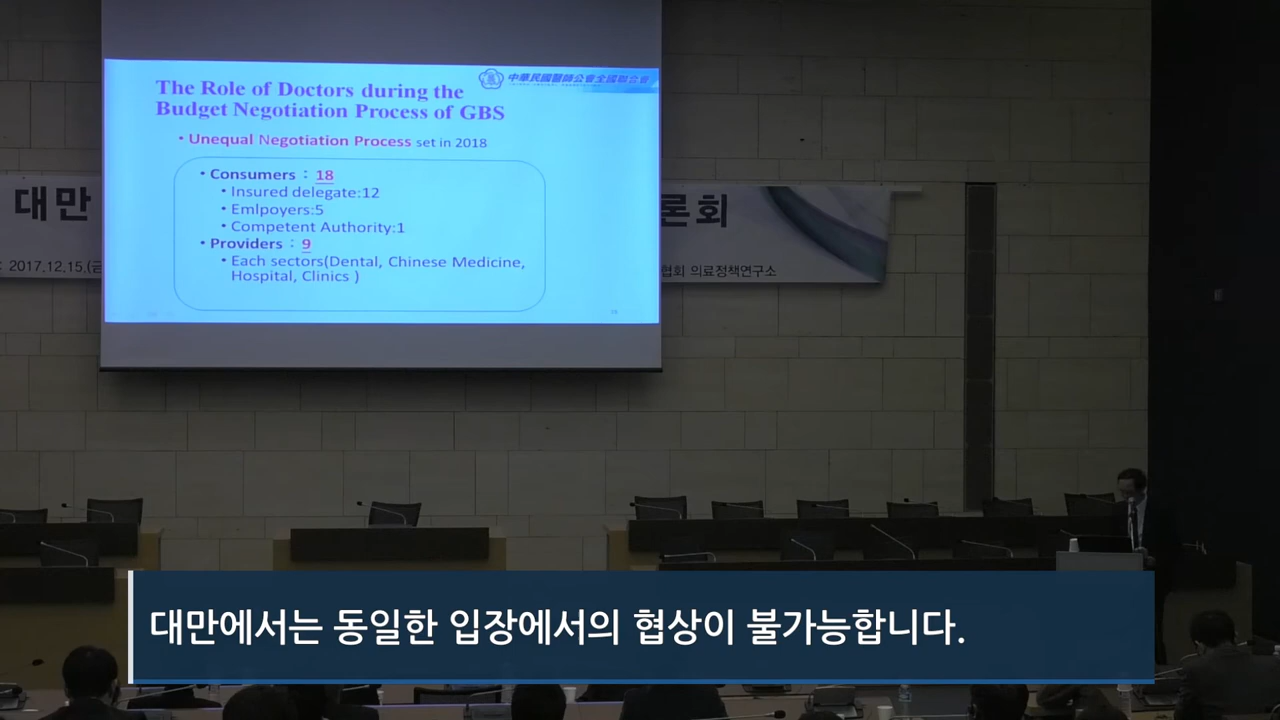 中華民國醫師公會全國聯合會
The Role of Doctors during the
Budget Negotiation Process of GBS
• Unequal Negotiation Process set in 2018
• Consumers：18
• Insured delegate:12
• Emlpoyers:5
• Competent Authority:1
• Providers：9
• Each sectors(Dental, Chinese Medicine,
Hospital, Clinics )
대만
론회
: 2017.12.15.(금
협회 의료정책연구소
대만에서는 동일한 입장에서의 협상이 불가능합니다.